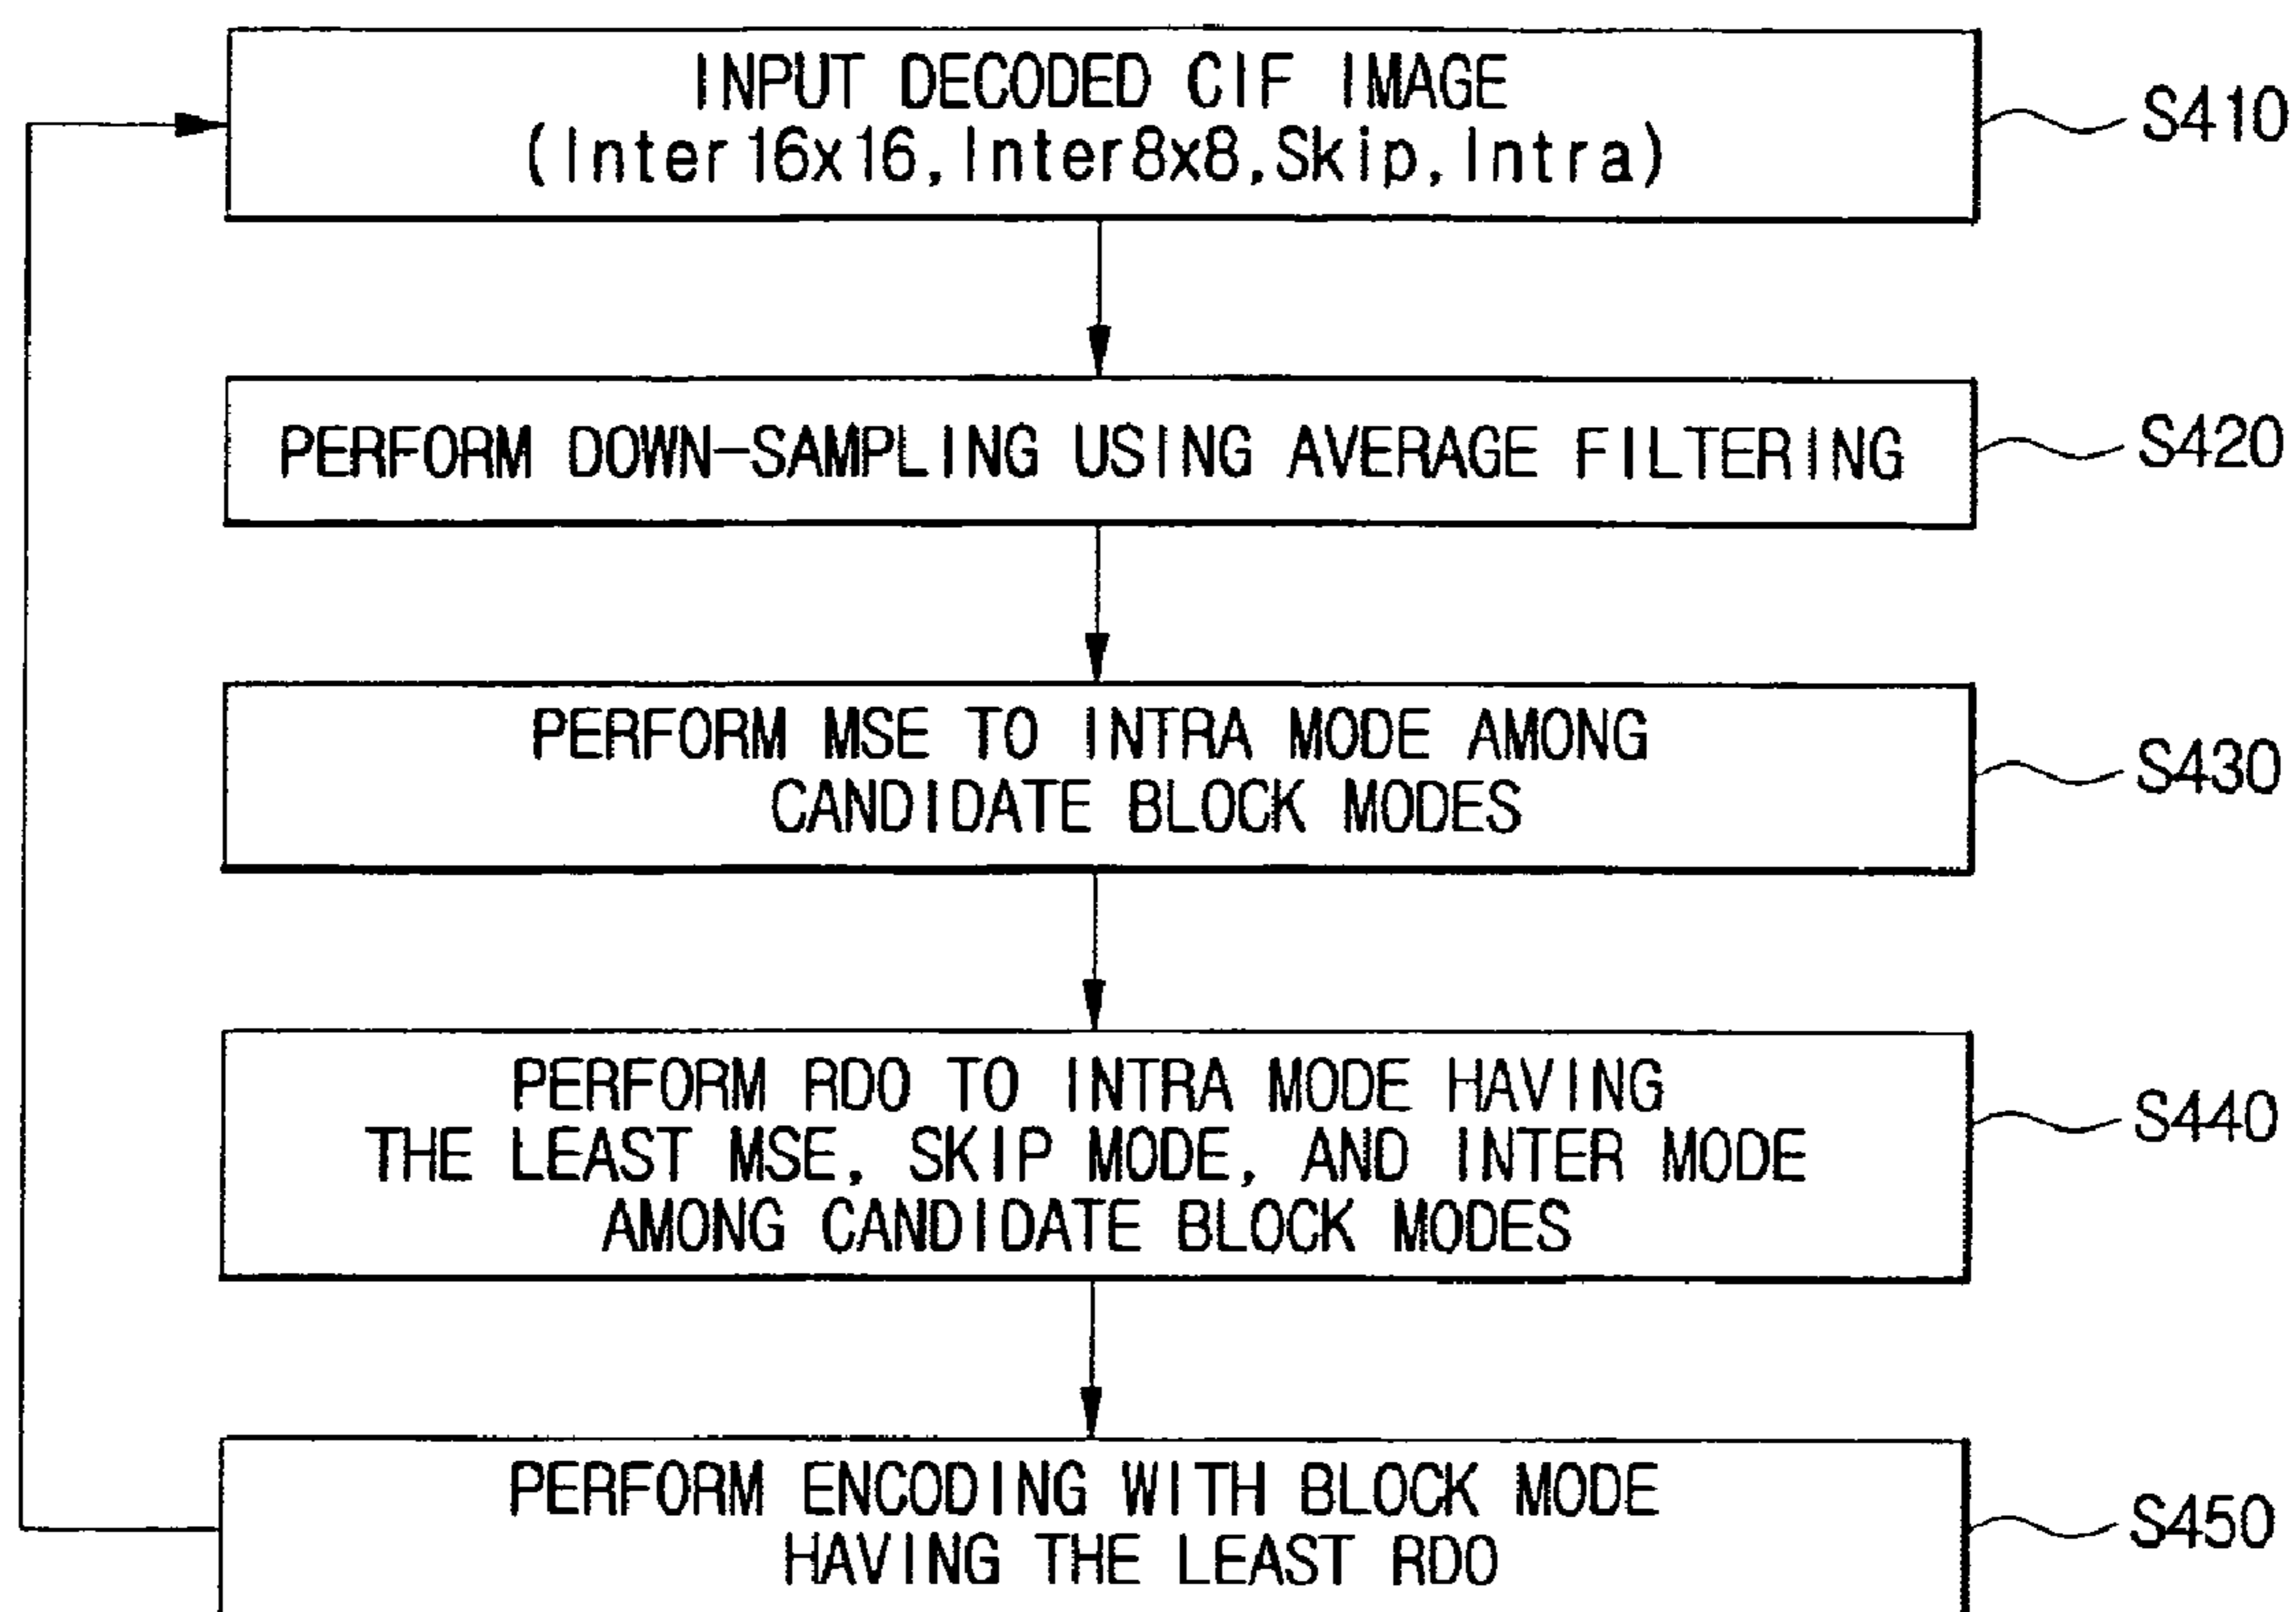 INPUT DECODED CIF IMAGE
(Inter16x16,Inter8x8,Skip,Intra)
S410
PERFORM DOWN-SAMPLING USING AVERAGE FILTERING
S420
PERFORM MSE TO INTRA MODE AMONG
CANDIDATE BLOCK MODES
S430
PERFORM RDO TO INTRA MODE HAVING
THE LEAST MSE, SKIP MODE, AND INTER MODE
AMONG CANDIDATE BLOCK MODES
S440
PERFORM ENCODING WITH BLOCK MODE
HAVING THE LEAST RDO
S450